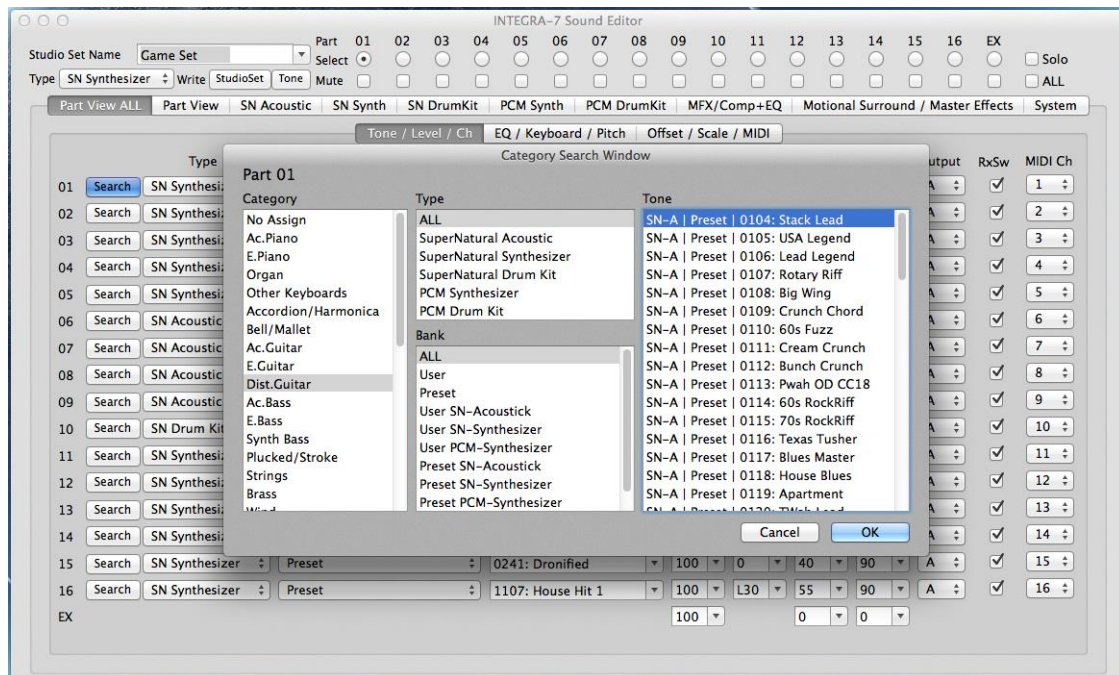 INTEGRA-7 Sound Editor
Part 01 02 03 04 05 06 07 08 09 10 11 12 13 14 15 16 EX
Studio Set Name Game Set Select Solo
Type SN Synthesizer Write StudioSet Tone Mute ALL
Part View ALL Part View SN Acoustic SN Synth SN DrumKit PCM Synth PCM DrumKit MFX/Comp+EQ Motional Surround / Master Effects System
Tone / Level / Ch EQ / Keyboard / Pitch Offset / Scale / MIDI
Type utput RxSw MIDI Ch
01 Search SN Synthesi A 1
02 Search SN Synthesi A 2
03 Search SN Synthesi A 3
04 Search SN Synthesi A 4
05 Search SN Synthesi A 5
06 Search SN Acoustic A 6
07 Search SN Acoustic A 7
08 Search SN Acoustic A 8
09 Search SN Acoustic A 9
10 Search SN Drum Kit A 10
11 Search SN Synthesi A 11
12 Search SN Synthesi A 12
13 Search SN Synthesi A 13
14 Search SN Synthesi A 14
15 Search SN Synthesizer Preset 0241: Dronified 100 0 40 90 A 15
16 Search SN Synthesizer Preset 1107: House Hit 1 100 L30 55 90 A 16
EX 100 0 0
Category Search Window
Part 01
Category
No Assign
Ac.Piano
E.Piano
Organ
Other Keyboards
Accordion/Harmonica
Bell/Mallet
Ac.Guitar
E.Guitar
Dist.Guitar
Ac.Bass
E.Bass
Synth Bass
Plucked/Stroke
Strings
Brass
Wind
Type
ALL
SuperNatural Acoustic
SuperNatural Synthesizer
SuperNatural Drum Kit
PCM Synthesizer
PCM Drum Kit
Bank
ALL
User
Preset
User SN-Acoustick
User SN-Synthesizer
User PCM-Synthesizer
Preset SN-Acoustick
Preset SN-Synthesizer
Preset PCM-Synthesizer
Tone
SN-A | Preset | 0104: Stack Lead
SN-A | Preset | 0105: USA Legend
SN-A | Preset | 0106: Lead Legend
SN-A | Preset | 0107: Rotary Riff
SN-A | Preset | 0108: Big Wing
SN-A | Preset | 0109: Crunch Chord
SN-A | Preset | 0110: 60s Fuzz
SN-A | Preset | 0111: Cream Crunch
SN-A | Preset | 0112: Bunch Crunch
SN-A | Preset | 0113: Pwah OD CC18
SN-A | Preset | 0114: 60s RockRiff
SN-A | Preset | 0115: 70s RockRiff
SN-A | Preset | 0116: Texas Tusher
SN-A | Preset | 0117: Blues Master
SN-A | Preset | 0118: House Blues
SN-A | Preset | 0119: Apartment
SN-A | Preset | 0120: TWah Lead
Cancel OK